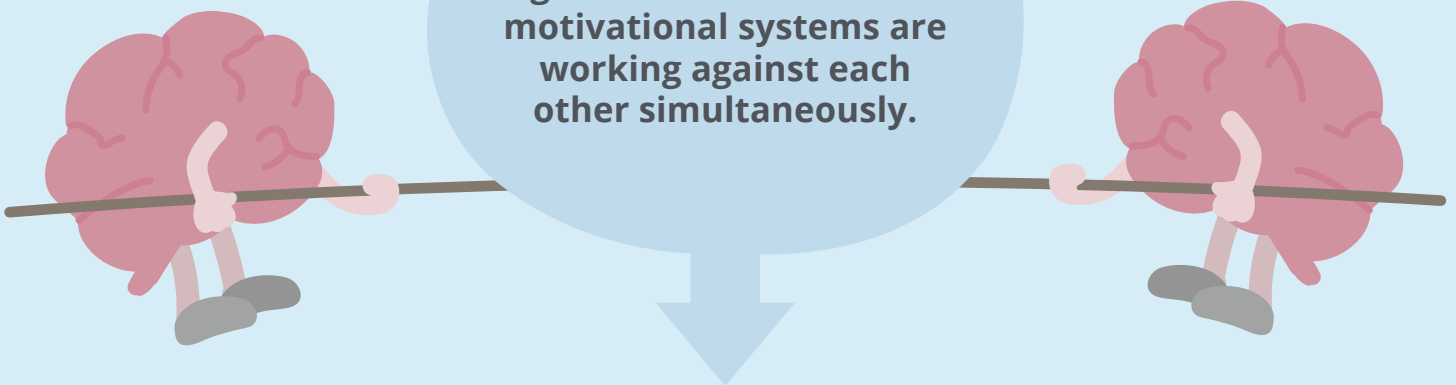 motivational systems are
working against each
other simultaneously.